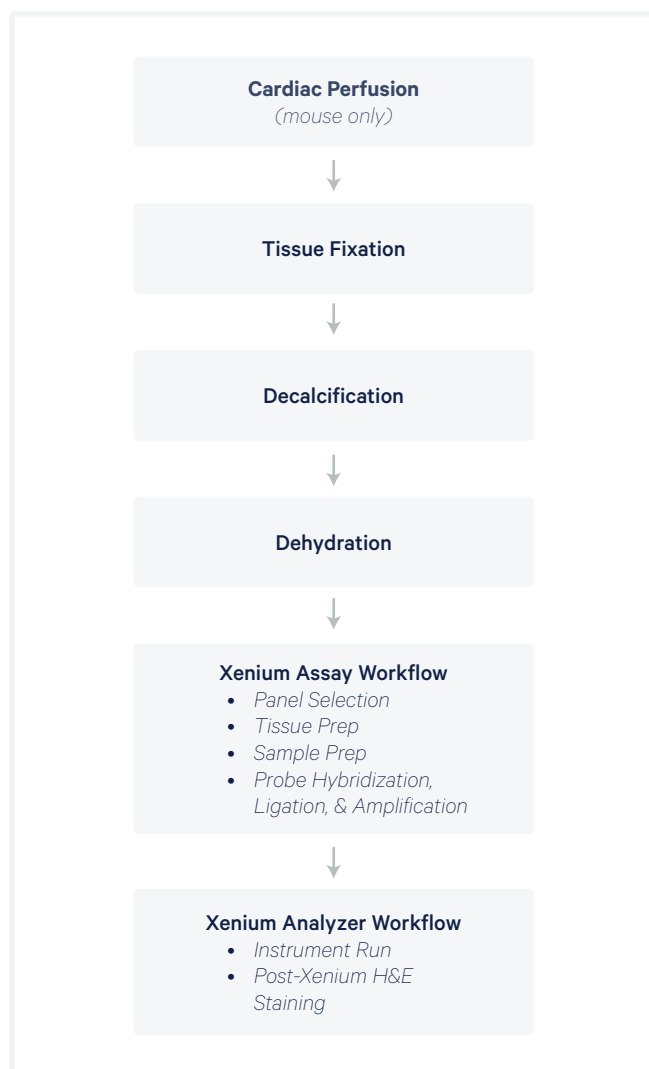 Cardiac Perfusion
(mouse only)
Tissue Fixation
Decalcification
Dehydration
Xenium Assay Workflow
• Panel Selection
• Tissue Prep
• Sample Prep
• Probe Hybridization,
Ligation, & Amplification
Xenium Analyzer Workflow
• Instrument Run
• Post-Xenium H&E
Staining